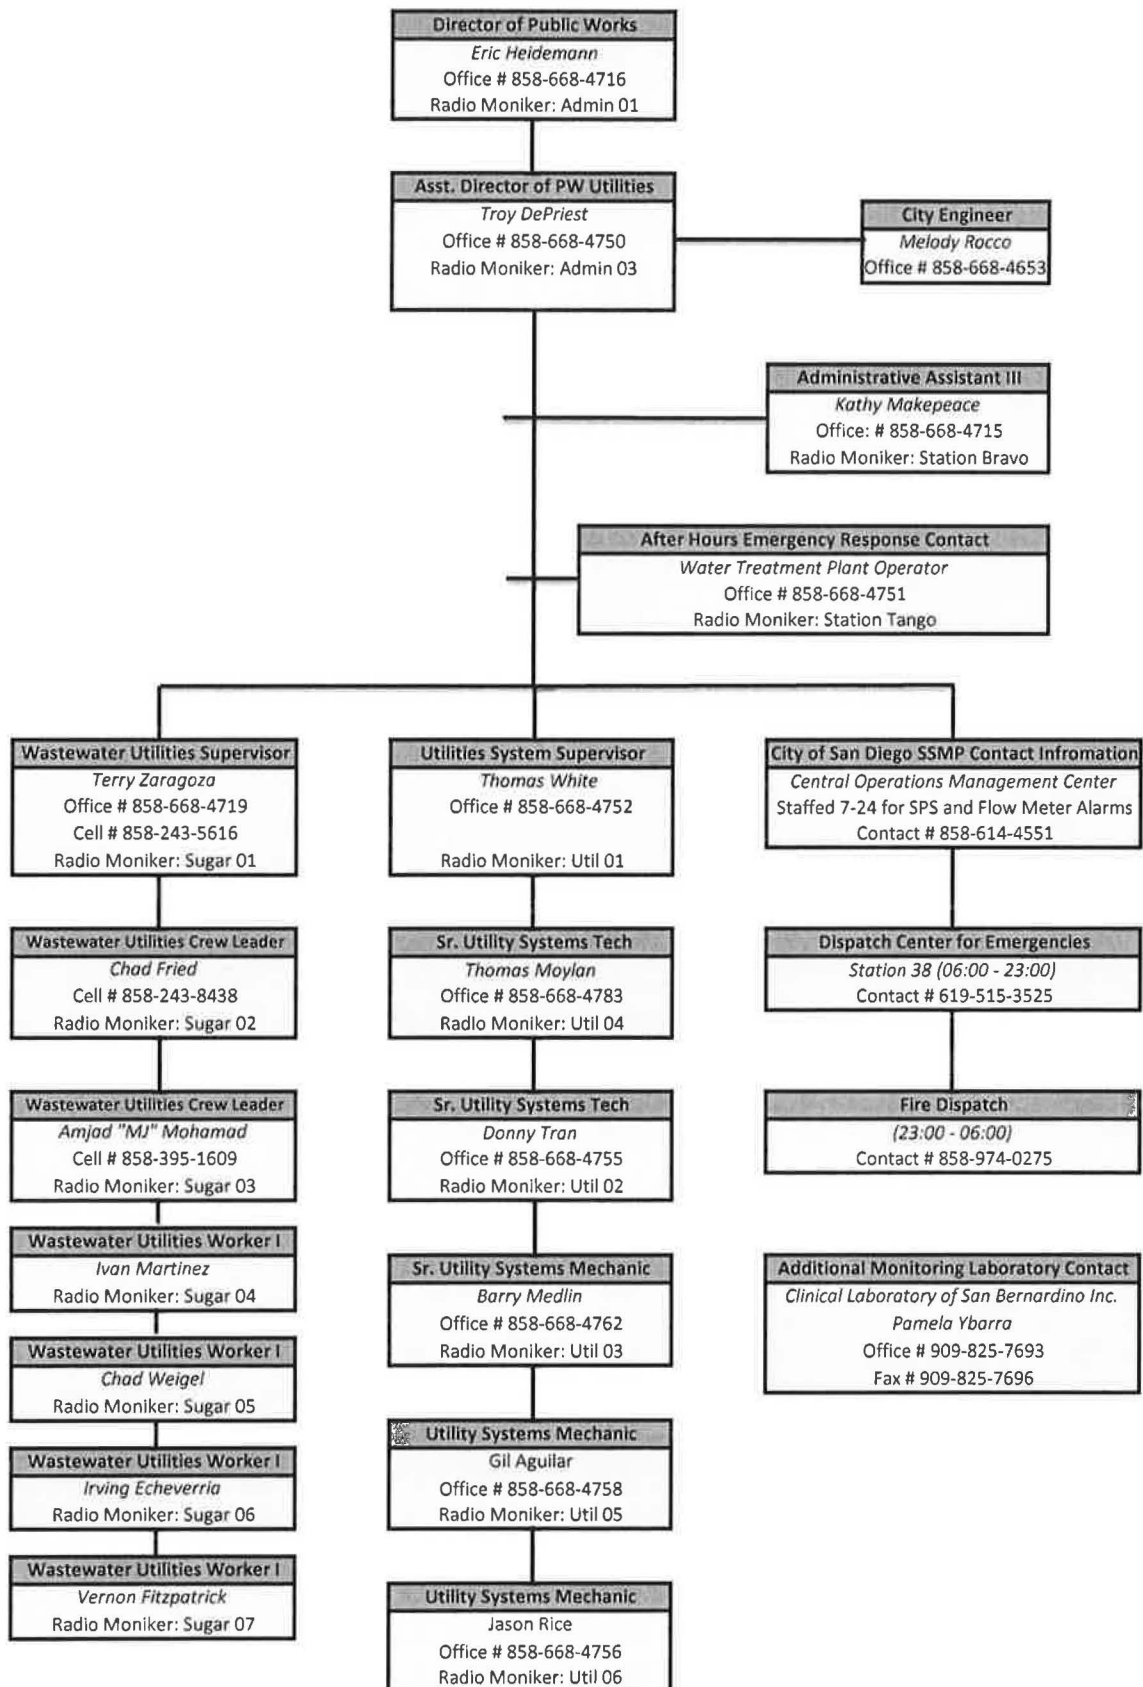 Director of Public Works
Eric Heidemann
Office # 858-668-4716
Radio Moniker: Admin 01
Asst. Director of PW Utilities
Troy DePriest
Office # 858-668-4750
Radio Moniker: Admin 03
City Engineer
Melody Rocco
Office # 858-668-4653
Administrative Assistant III
Kathy Makepeace
Office: # 858-668-4715
Radio Moniker: Station Bravo
After Hours Emergency Response Contact
Water Treatment Plant Operator
Office # 858-668-4751
Radio Moniker: Station Tango
Wastewater Utilities Supervisor
Terry Zaragoza
Office # 858-668-4719
Cell # 858-243-5616
Radio Moniker: Sugar 01
Wastewater Utilities Crew Leader
Chad Fried
Cell # 858-243-8438
Radio Moniker: Sugar 02
Wastewater Utilities Crew Leader
Amjad "MJ" Mohamad
Cell # 858-395-1609
Radio Moniker: Sugar 03
Wastewater Utilities Worker I
Ivan Martinez
Radio Moniker: Sugar 04
Wastewater Utilities Worker I
Chad Weigel
Radio Moniker: Sugar 05
Wastewater Utilities Worker I
Irving Echeverria
Radio Moniker: Sugar 06
Wastewater Utilities Worker I
Vernon Fitzpatrick
Radio Moniker: Sugar 07
Utilities System Supervisor
Thomas White
Office # 858-668-4752
Radio Moniker: Util 01
Sr. Utility Systems Tech
Thomas Moylan
Office # 858-668-4783
Radio Moniker: Util 04
Sr. Utility Systems Tech
Donny Tran
Office # 858-668-4755
Radio Moniker: Util 02
Sr. Utility Systems Mechanic
Barry Medlin
Office # 858-668-4762
Radio Moniker: Util 03
Utility Systems Mechanic
Gil Aguilar
Office # 858-668-4758
Radio Moniker: Util 05
Utility Systems Mechanic
Jason Rice
Office # 858-668-4756
Radio Moniker: Util 06
City of San Diego SSMP Contact Infromation
Central Operations Management Center
Staffed 7-24 for SPS and Flow Meter Alarms
Contact # 858-614-4551
Dispatch Center for Emergencies
Station 38 (06:00 - 23:00)
Contact # 619-515-3525
Fire Dispatch
(23:00 - 06:00)
Contact # 858-974-0275
Additional Monitoring Laboratory Contact
Clinical Laboratory of San Bernardino Inc.
Pamela Ybarra
Office # 909-825-7693
Fax # 909-825-7696